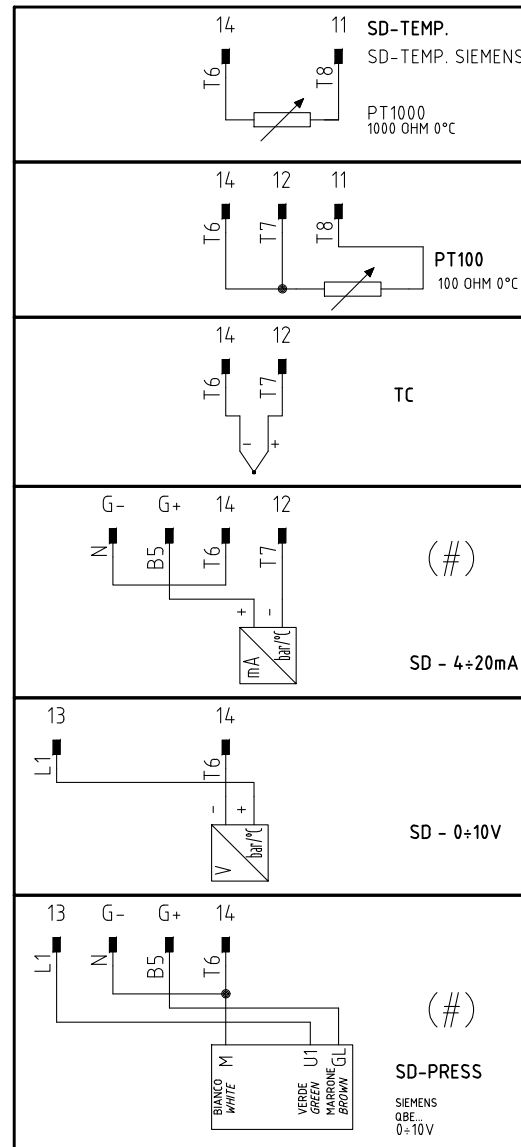 14 11 SD-TEMP.
SD-TEMP. SIEMENS
T6 T8
PT1000
1000 OHM 0°C
14 12 11
T6 T7 T8
PT100
100 OHM 0°C
14 12
T6 T7
TC
- +
G- G+ 14 12
N B5 T6 T7
(#)
+ -
mA bar/°C
SD - 4÷20mA
13 14
L1 T6
- +
V bar/°C
SD - 0÷10V
13 G- G+ 14
L1 N B5 T6
(#)
M U1 GL
BIANCO VERDE MARRONE
WHITE GREEN BROWN
SD-PRESS
SIEMENS
QBE...
0÷10V